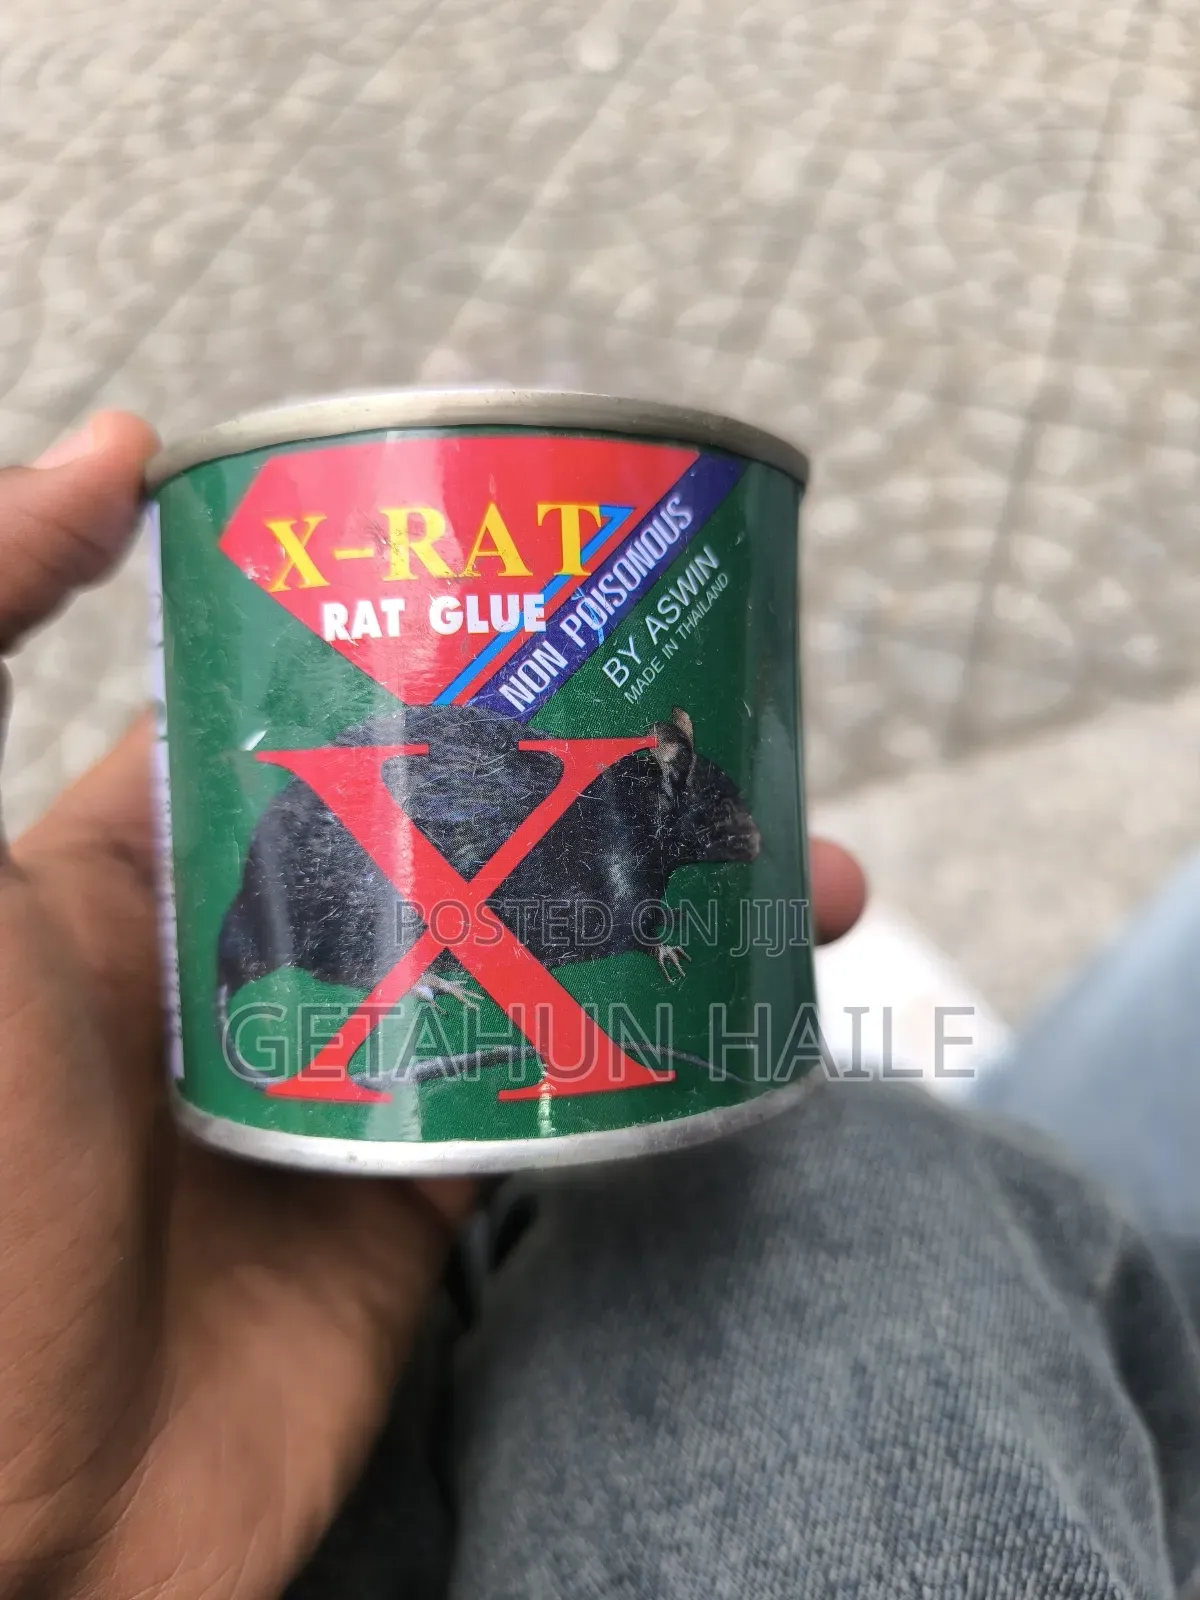 X-RAT
RAT GLUE
NON POISONOUS
BY ASWIN
MADE IN THAILAND
X
POSTED ON JIJI
GETAHUN HAILE